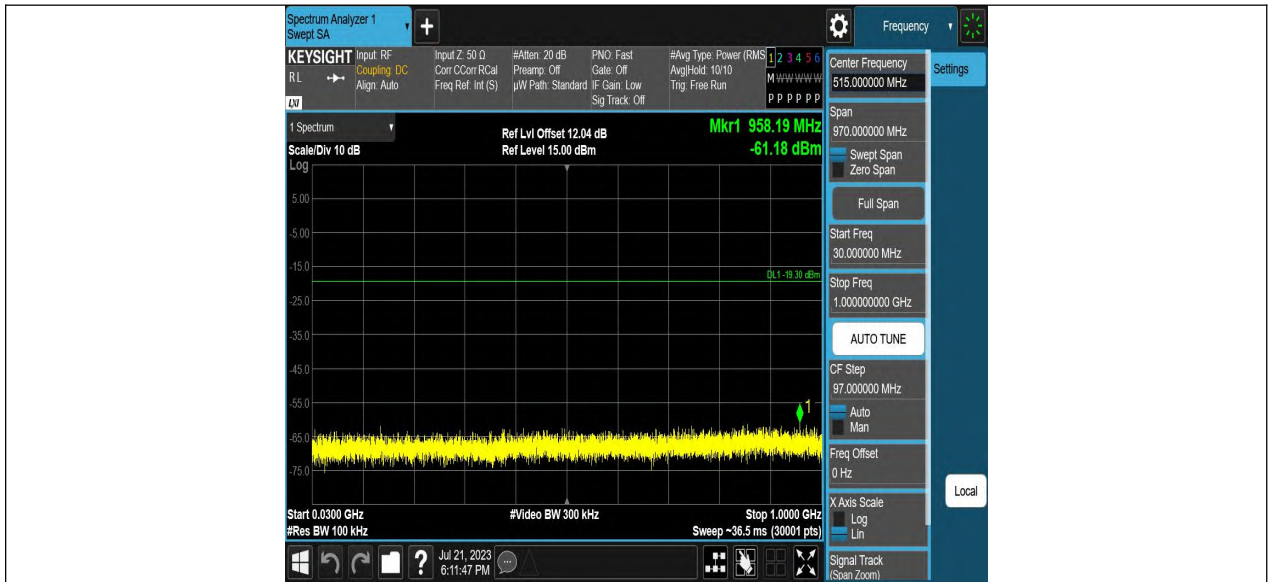 Spectrum Analyzer 1
Swept SA
+
Frequency
KEYSIGHT
RL
LXI
Input: RF
Coupling: DC
Align: Auto
Input Z: 50 Ω
Corr CCorr RCal
Freq Ref: Int (S)
#Atten: 20 dB
Preamp: Off
µW Path: Standard
PNO: Fast
Gate: Off
IF Gain: Low
Sig Track: Off
#Avg Type: Power (RMS
Avg|Hold: 10/10
Trig: Free Run
1 2 3 4 5 6
M W W W W W
P P P P P P
1 Spectrum
Scale/Div 10 dB
Ref Lvl Offset 12.04 dB
Ref Level 15.00 dBm
Mkr1 958.19 MHz
-61.18 dBm
Log
5.00
-5.00
-15.0
DL1 -19.30 dBm
-25.0
-35.0
-45.0
-55.0
1
-65.0
-75.0
Start 0.0300 GHz
#Video BW 300 kHz
Stop 1.0000 GHz
#Res BW 100 kHz
Sweep ~36.5 ms (30001 pts)
?
Jul 21, 2023
6:11:47 PM
Center Frequency
515.000000 MHz
Settings
Span
970.000000 MHz
Swept Span
Zero Span
Full Span
Start Freq
30.000000 MHz
Stop Freq
1.000000000 GHz
AUTO TUNE
CF Step
97.000000 MHz
Auto
Man
Freq Offset
0 Hz
X Axis Scale
Log
Lin
Local
Signal Track
(Span Zoom)